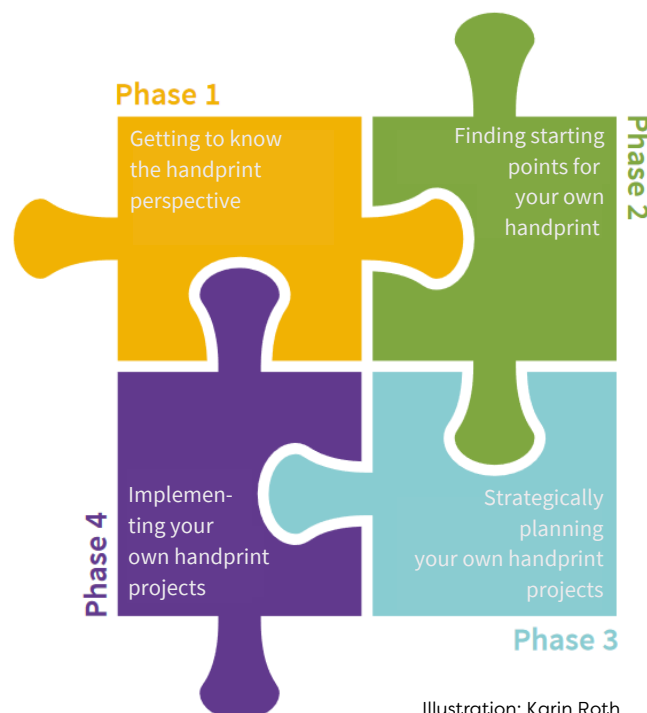 Phase 1
Getting to know
the handprint
perspective
Phase 2
Finding starting
points for
your own
handprint
Phase 3
Strategically
planning
your own handprint
projects
Phase 4
Implemen-
ting your
own handprint
projects
Illustration: Karin Roth